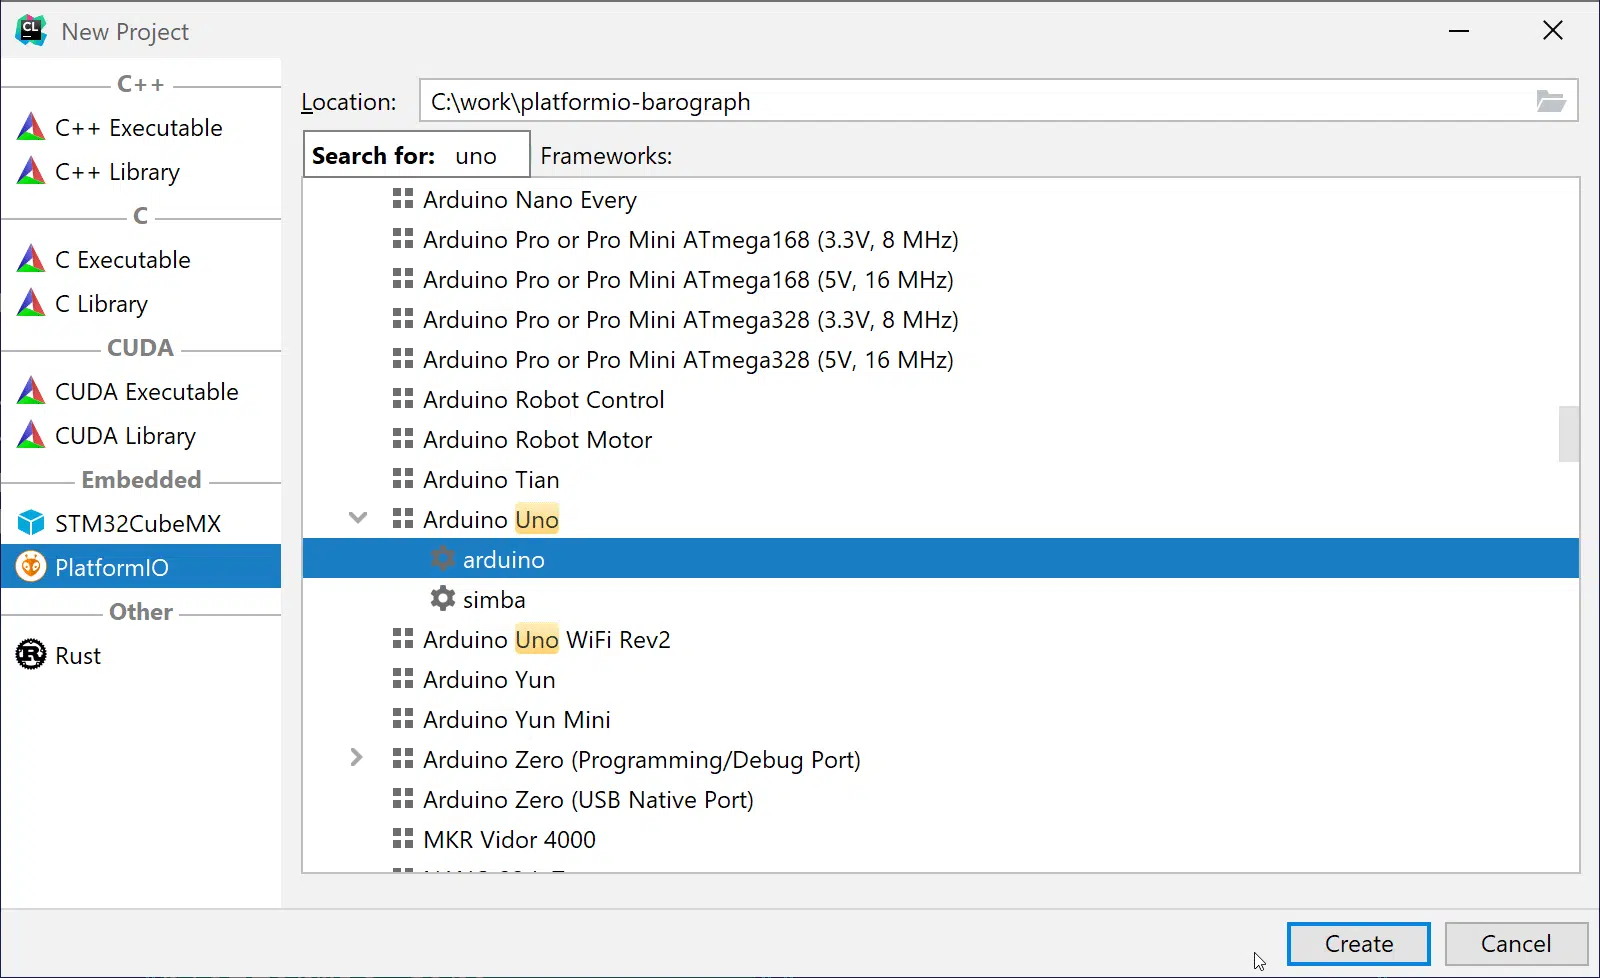 CL New Project
C++
C++ Executable
C++ Library
C
C Executable
C Library
CUDA
CUDA Executable
CUDA Library
Embedded
STM32CubeMX
PlatformIO
Other
R Rust
Location: C:\work\platformio-barograph
Search for: uno Frameworks:
Arduino Nano Every
Arduino Pro or Pro Mini ATmega168 (3.3V, 8 MHz)
Arduino Pro or Pro Mini ATmega168 (5V, 16 MHz)
Arduino Pro or Pro Mini ATmega328 (3.3V, 8 MHz)
Arduino Pro or Pro Mini ATmega328 (5V, 16 MHz)
Arduino Robot Control
Arduino Robot Motor
Arduino Tian
Arduino Uno
arduino
simba
Arduino Uno WiFi Rev2
Arduino Yun
Arduino Yun Mini
Arduino Zero (Programming/Debug Port)
Arduino Zero (USB Native Port)
MKR Vidor 4000
Create Cancel